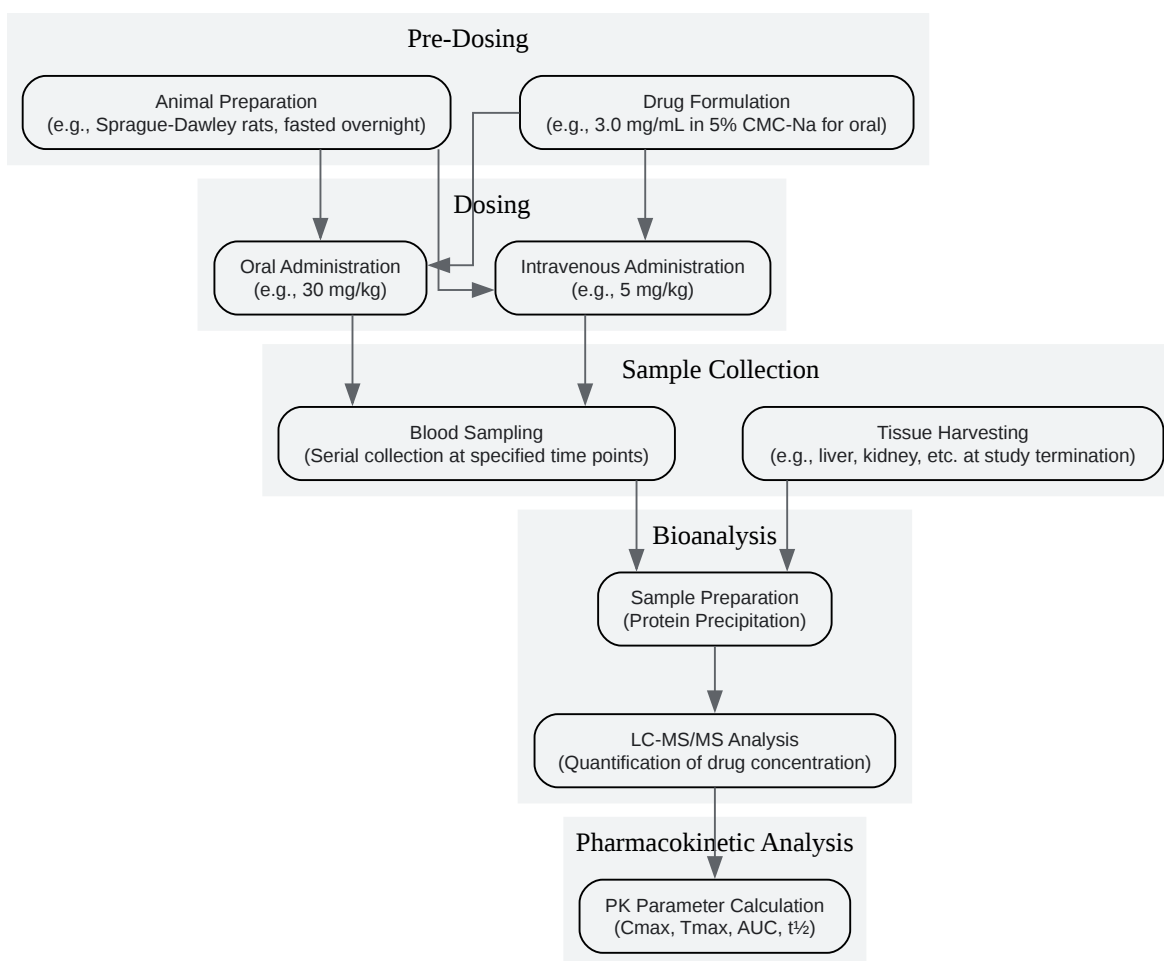 Pre-Dosing
Animal Preparation
(e.g., Sprague-Dawley rats, fasted overnight)
Drug Formulation
(e.g., 3.0 mg/mL in 5% CMC-Na for oral)
Dosing
Oral Administration
(e.g., 30 mg/kg)
Intravenous Administration
(e.g., 5 mg/kg)
Sample Collection
Blood Sampling
(Serial collection at specified time points)
Tissue Harvesting
(e.g., liver, kidney, etc. at study termination)
Bioanalysis
Sample Preparation
(Protein Precipitation)
LC-MS/MS Analysis
(Quantification of drug concentration)
Pharmacokinetic Analysis
PK Parameter Calculation
(Cmax, Tmax, AUC, t½)